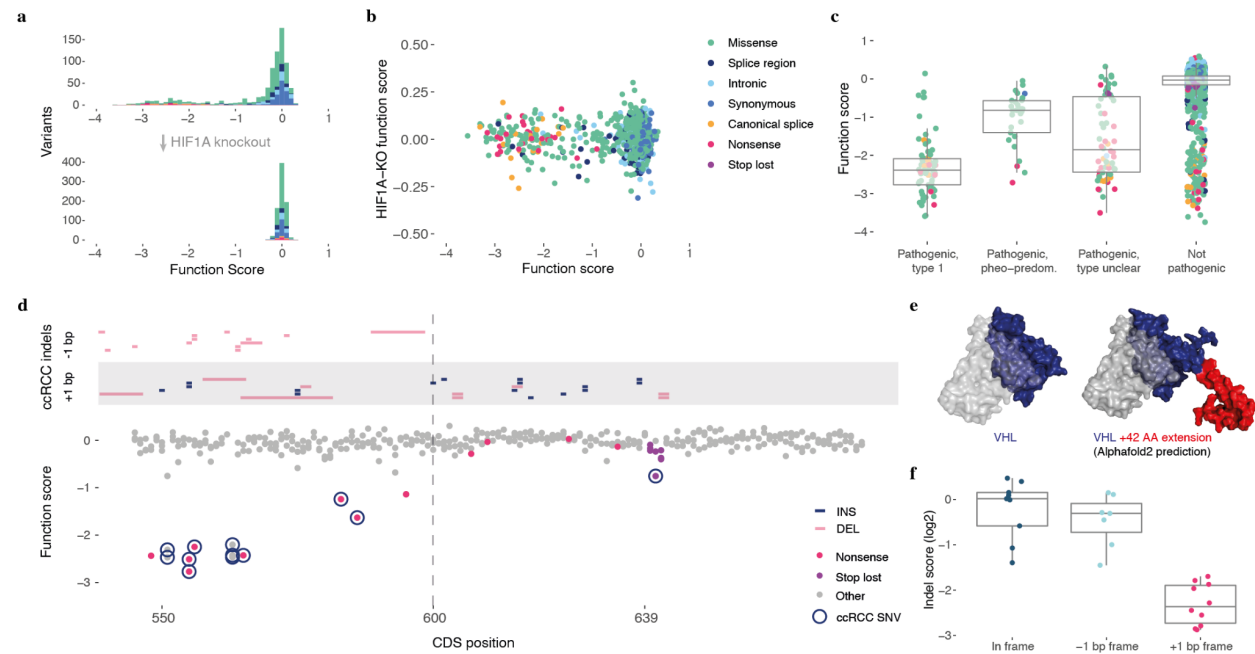 a
150-
100-
50-
0-
Variants
HIF1A knockout
400-
300-
200-
100-
0-
−4 −3 −2 −1 0 1
Function Score
b
HIF1A−KO function score
0.50
0.25
0.00
−0.25
−0.50
−4 −3 −2 −1 0 1
Function score
Missense
Splice region
Intronic
Synonymous
Canonical splice
Nonsense
Stop lost
c
Function score
1
0
−1
−2
−3
−4
Pathogenic,
type 1
Pathogenic,
pheo−predom.
Pathogenic,
type unclear
Not
pathogenic
d
ccRCC indels
-1 bp
+1 bp
Function score
0
−1
−2
−3
550 600 639
CDS position
INS
DEL
Nonsense
Stop lost
Other
ccRCC SNV
e
VHL
VHL +42 AA extension
(Alphafold2 prediction)
f
Indel score (log2)
0
−1
−2
−3
In frame
−1 bp frame
+1 bp frame